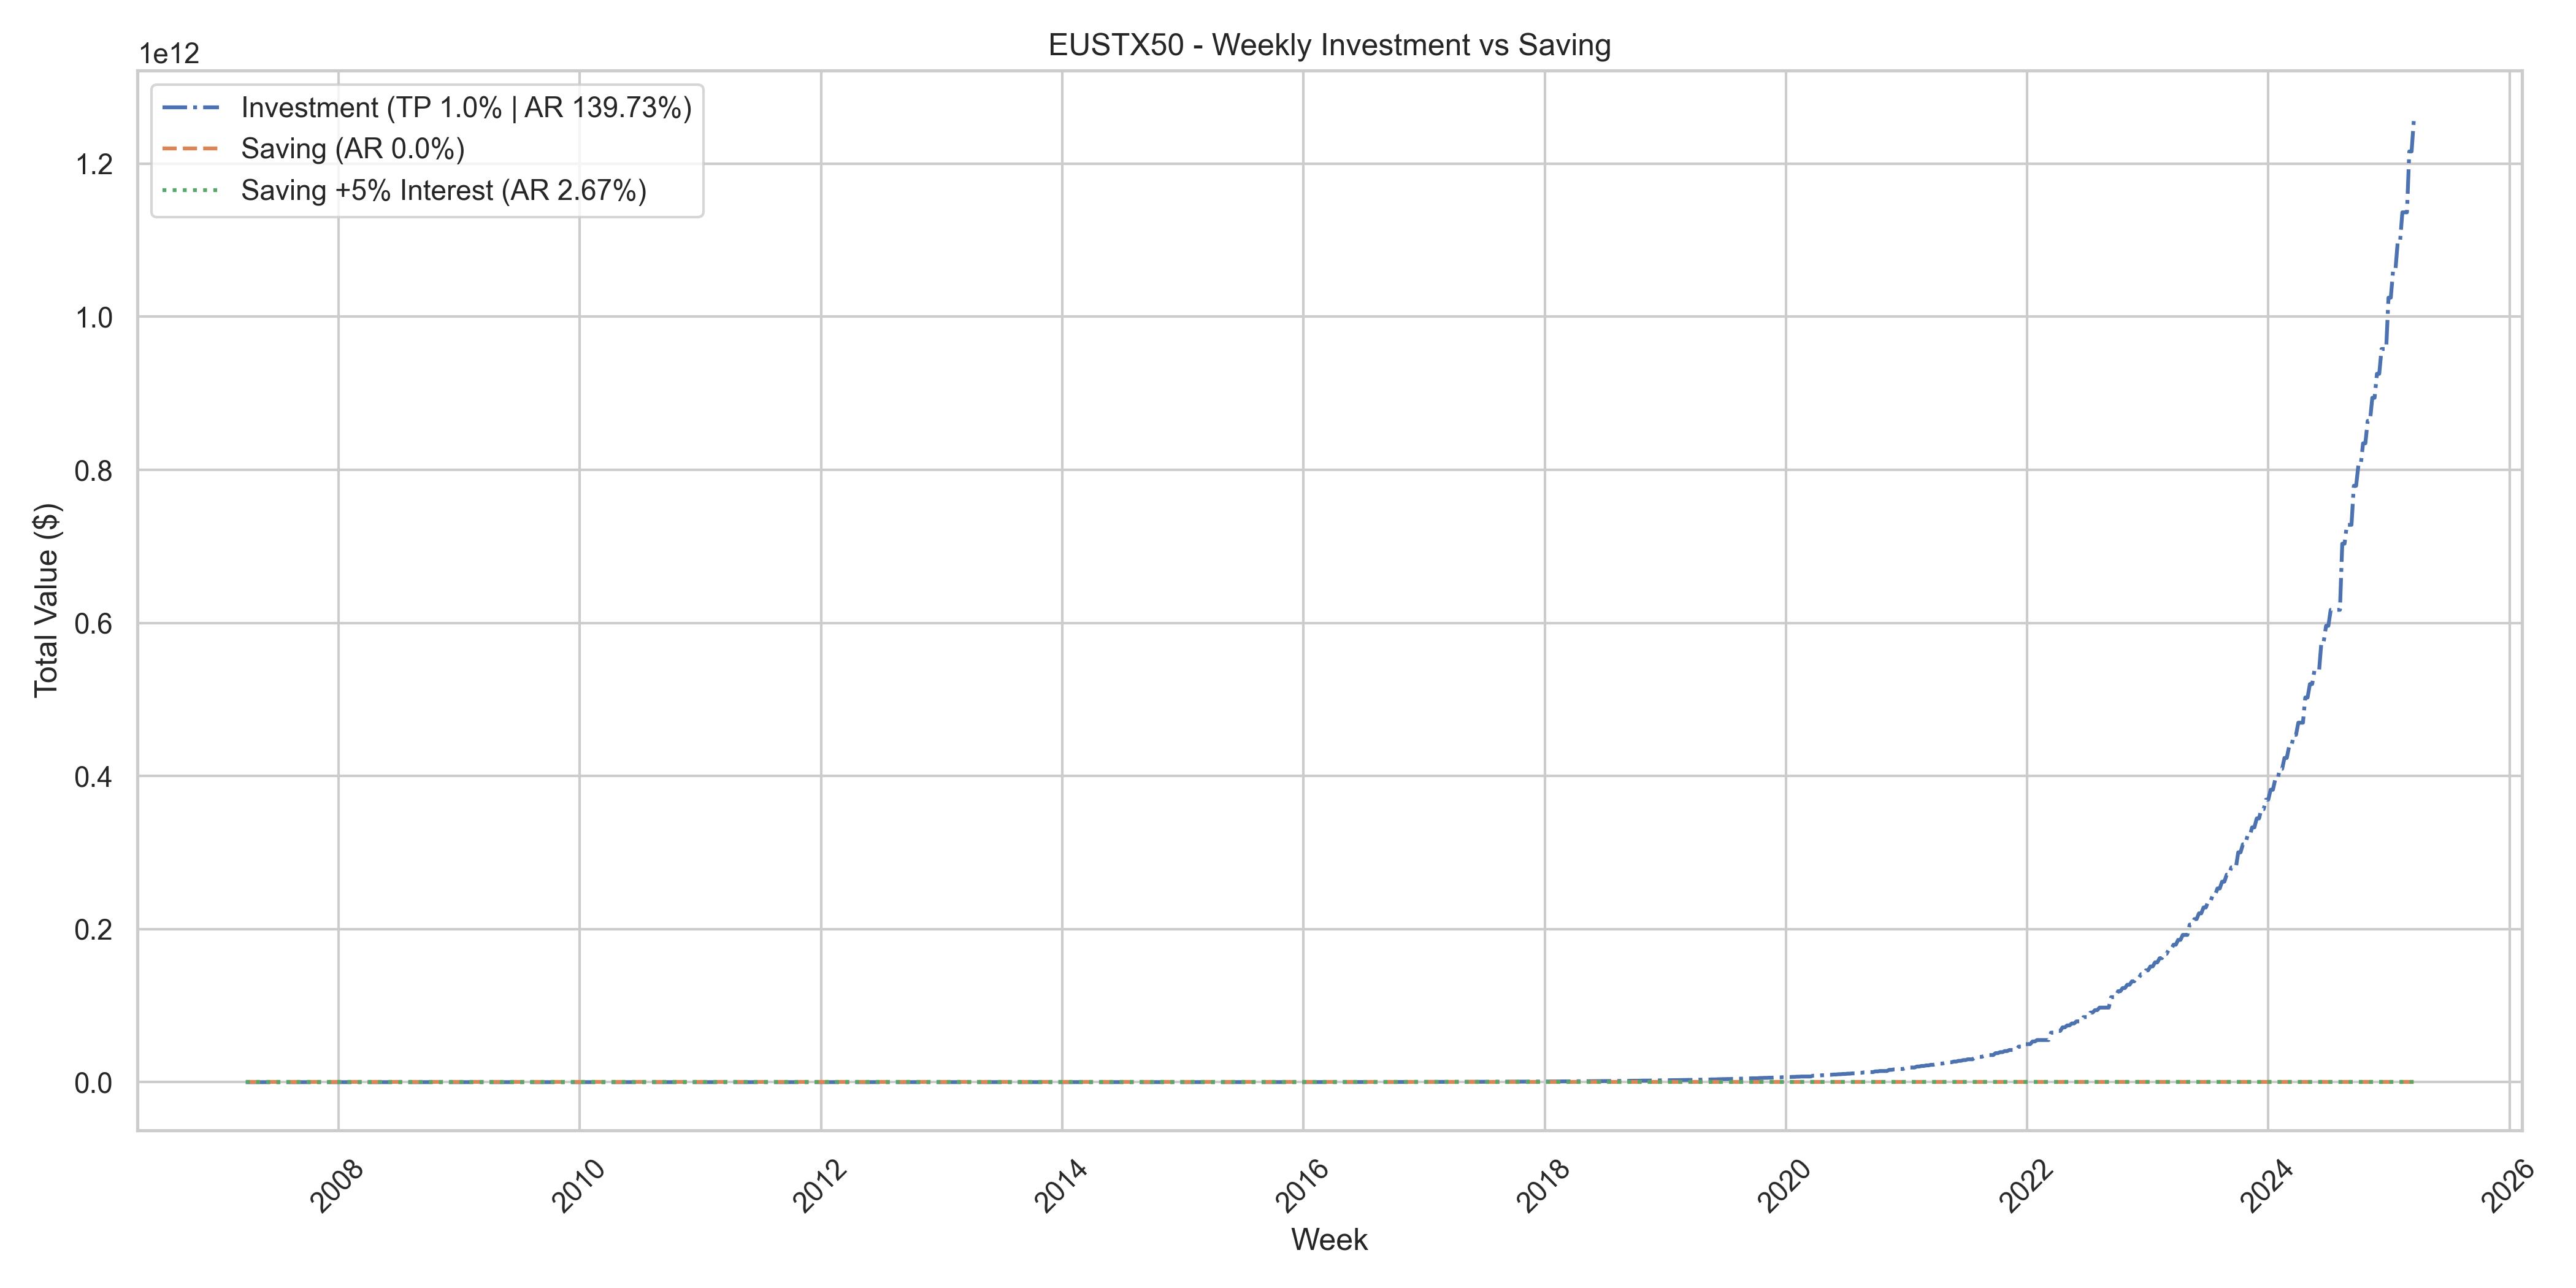 EUSTX50 - Weekly Investment vs Saving
1e12
Investment (TP 1.0% | AR 139.73%)
Saving (AR 0.0%)
Saving +5% Interest (AR 2.67%)
1.2
1.0
0.8
0.6
0.4
0.2
0.0
Total Value ($)
2008
2010
2012
2014
2016
2018
2020
2022
2024
2026
Week